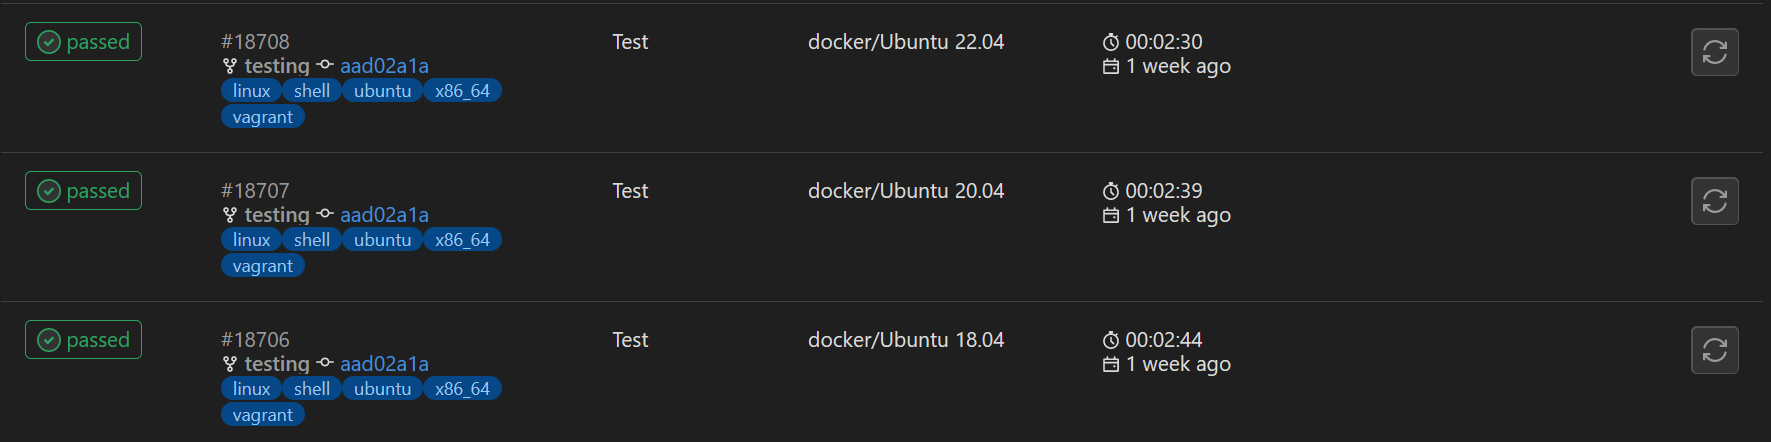 passed #18708 Test docker/Ubuntu 22.04 00:02:30
testing aad02a1a 1 week ago
linux shell ubuntu x86_64
vagrant
passed #18707 Test docker/Ubuntu 20.04 00:02:39
testing aad02a1a 1 week ago
linux shell ubuntu x86_64
vagrant
passed #18706 Test docker/Ubuntu 18.04 00:02:44
testing aad02a1a 1 week ago
linux shell ubuntu x86_64
vagrant